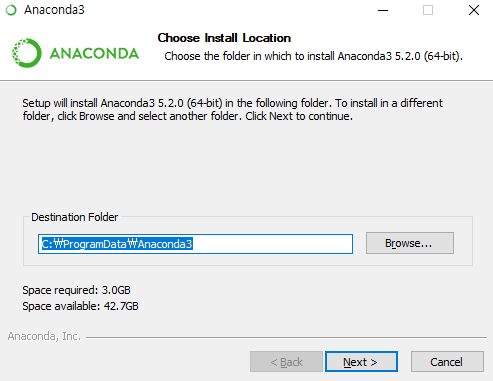 Anaconda3
Choose Install Location
Choose the folder in which to install Anaconda3 5.2.0 (64-bit).
ANACONDA
Setup will install Anaconda3 5.2.0 (64-bit) in the following folder. To install in a different
folder, click Browse and select another folder. Click Next to continue.
Destination Folder
C:₩ProgramData₩Anaconda3
Browse...
Space required: 3.0GB
Space available: 42.7GB
Anaconda, Inc.
< Back
Next >
Cancel